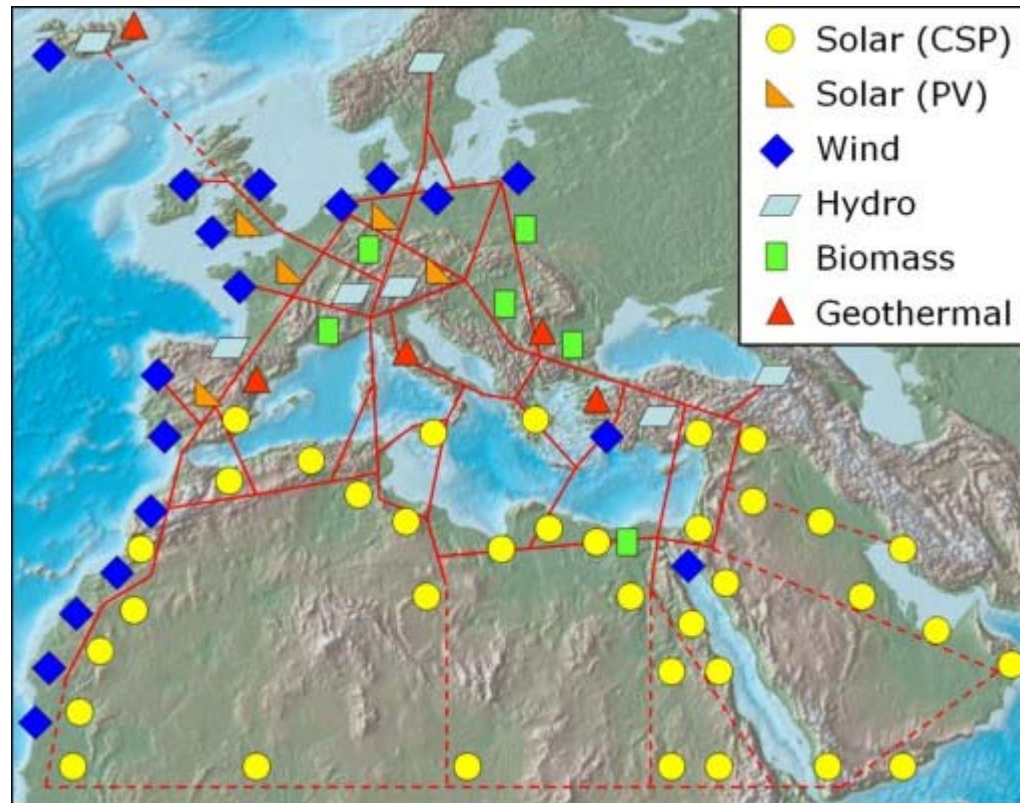 Solar (CSP)
Solar (PV)
Wind
Hydro
Biomass
Geothermal